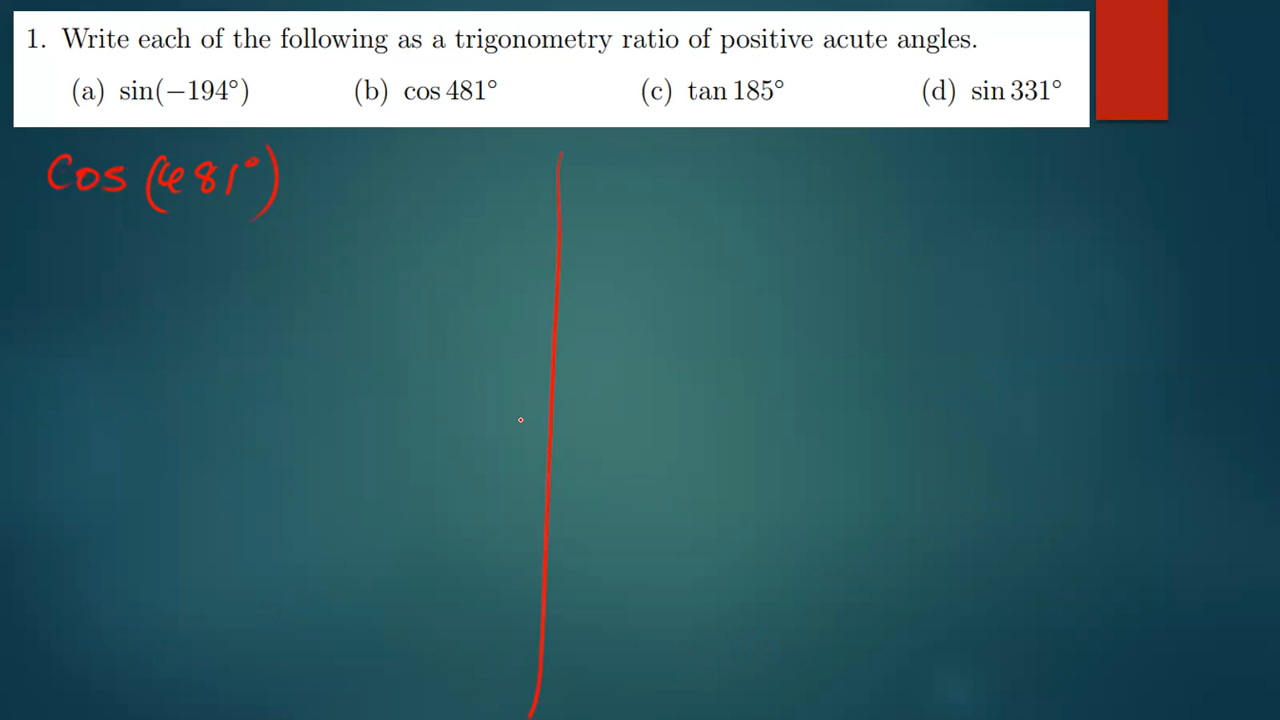 1. Write each of the following as a trigonometry ratio of positive acute angles.
(a) sin(−194°) (b) cos 481° (c) tan 185° (d) sin 331°
Cos (481°)